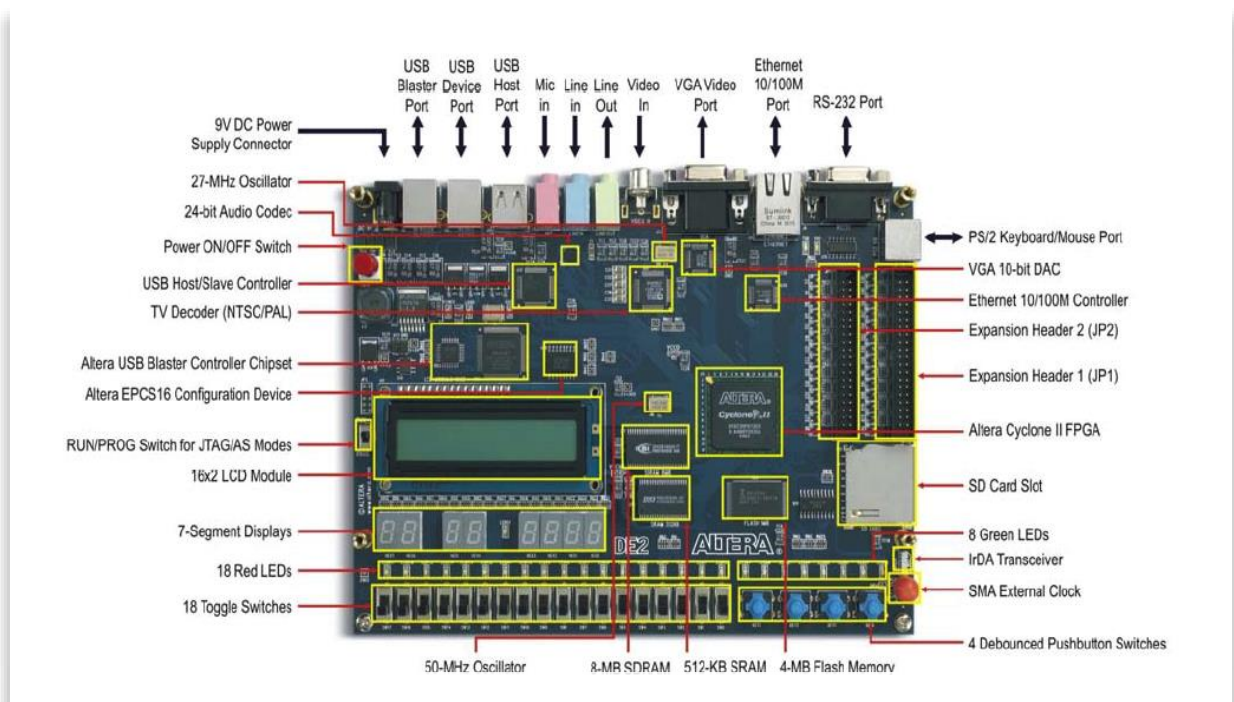 USB
Blaster
Port
USB
Device
Port
USB
Host
Port
Mic
in
Line
in
Line
Out
Video
In
VGA Video
Port
Ethernet
10/100M
Port
RS-232 Port
9V DC Power
Supply Connector
27-MHz Oscillator
24-bit Audio Codec
Power ON/OFF Switch
USB Host/Slave Controller
TV Decoder (NTSC/PAL)
Altera USB Blaster Controller Chipset
Altera EPCS16 Configuration Device
RUN/PROG Switch for JTAG/AS Modes
16x2 LCD Module
7-Segment Displays
18 Red LEDs
18 Toggle Switches
PS/2 Keyboard/Mouse Port
VGA 10-bit DAC
Ethernet 10/100M Controller
Expansion Header 2 (JP2)
Expansion Header 1 (JP1)
Altera Cyclone II FPGA
SD Card Slot
8 Green LEDs
IrDA Transceiver
SMA External Clock
4 Debounced Pushbutton Switches
50-MHz Oscillator
8-MB SDRAM
512-KB SRAM
4-MB Flash Memory
Sumida
ALTERA
Cyclone II
DE2
ALTERA